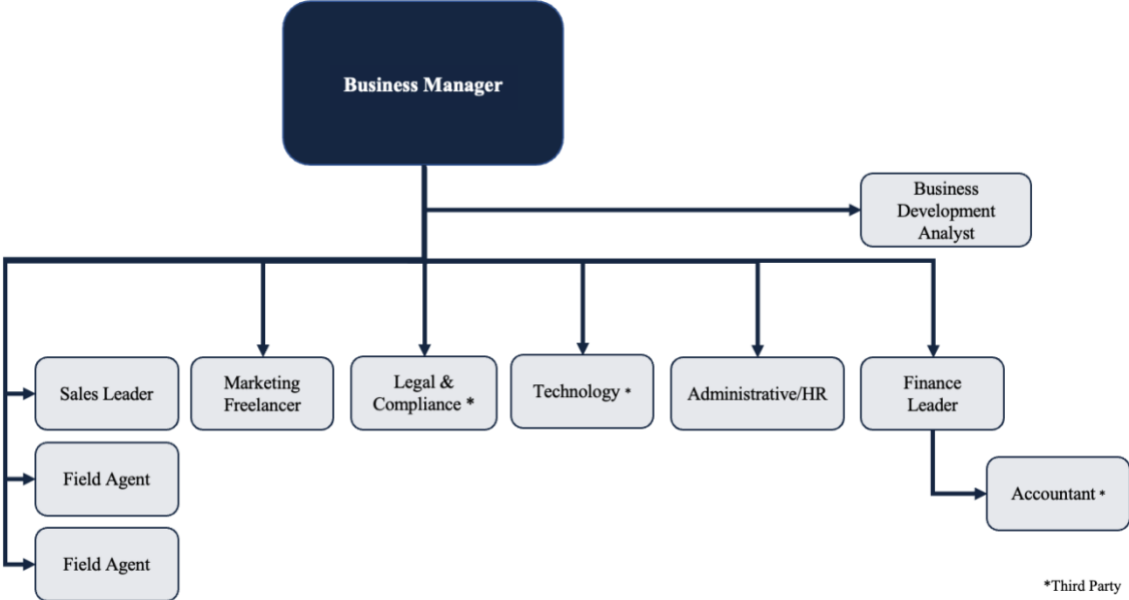 Business Manager
Business
Development
Analyst
Sales Leader
Marketing
Freelancer
Legal &
Compliance *
Technology *
Administrative/HR
Finance
Leader
Field Agent
Accountant *
Field Agent
*Third Party